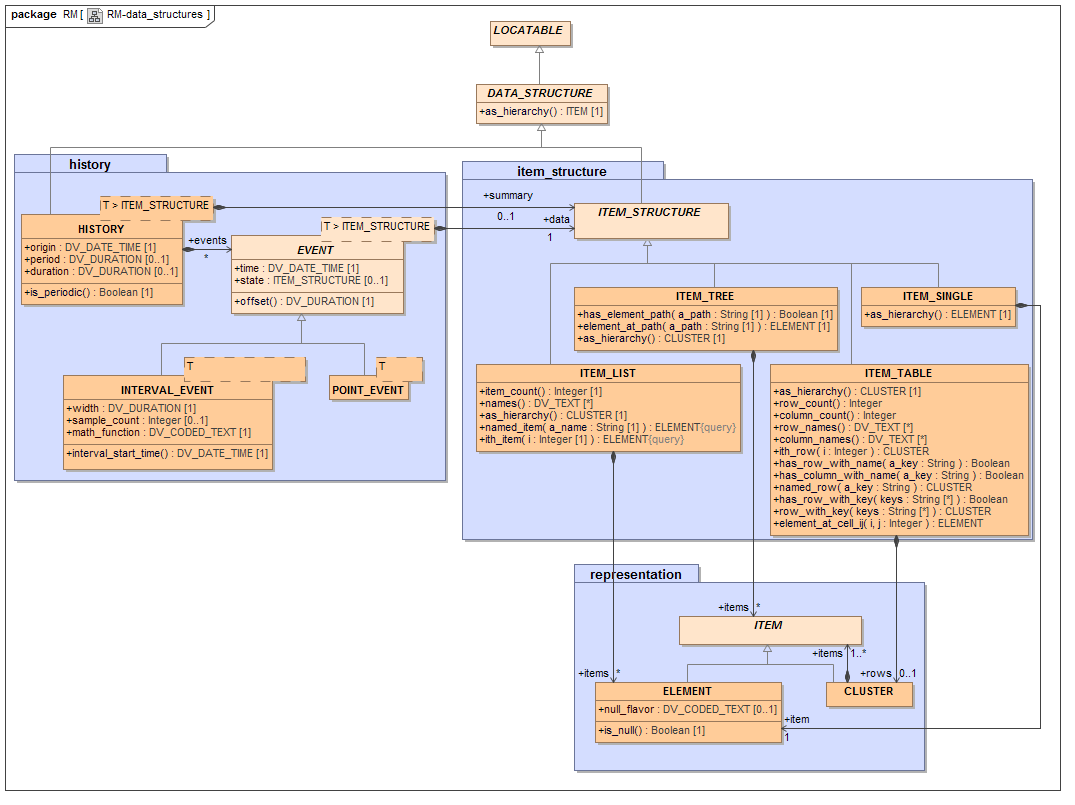 package RM [ RM-data_structures ]
LOCATABLE
DATA_STRUCTURE
+as_hierarchy() : ITEM [1]
history
T > ITEM_STRUCTURE
HISTORY
+origin : DV_DATE_TIME [1]
+period : DV_DURATION [0..1]
+duration : DV_DURATION [0..1]
+is_periodic() : Boolean [1]
+events
*
T > ITEM_STRUCTURE
EVENT
+time : DV_DATE_TIME [1]
+state : ITEM_STRUCTURE [0..1]
+offset() : DV_DURATION [1]
T
INTERVAL_EVENT
+width : DV_DURATION [1]
+sample_count : Integer [0..1]
+math_function : DV_CODED_TEXT [1]
+interval_start_time() : DV_DATE_TIME [1]
T
POINT_EVENT
item_structure
+summary
0..1
+data
1
ITEM_STRUCTURE
ITEM_TREE
+has_element_path( a_path : String [1] ) : Boolean [1]
+element_at_path( a_path : String [1] ) : ELEMENT [1]
+as_hierarchy() : CLUSTER [1]
ITEM_SINGLE
+as_hierarchy() : ELEMENT [1]
ITEM_LIST
+item_count() : Integer [1]
+names() : DV_TEXT [*]
+as_hierarchy() : CLUSTER [1]
+named_item( a_name : String [1] ) : ELEMENT{query}
+ith_item( i : Integer [1] ) : ELEMENT{query}
ITEM_TABLE
+as_hierarchy() : CLUSTER [1]
+row_count() : Integer
+column_count() : Integer
+row_names() : DV_TEXT [*]
+column_names() : DV_TEXT [*]
+ith_row( i : Integer ) : CLUSTER
+has_row_with_name( a_key : String ) : Boolean
+has_column_with_name( a_key : String ) : Boolean
+named_row( a_key : String ) : CLUSTER
+has_row_with_key( keys : String [*] ) : Boolean
+row_with_key( keys : String [*] ) : CLUSTER
+element_at_cell_ij( i, j : Integer ) : ELEMENT
representation
+items *
ITEM
+items 1..*
+items *
+rows 0..1
ELEMENT
+null_flavor : DV_CODED_TEXT [0..1]
+is_null() : Boolean [1]
CLUSTER
+item
1